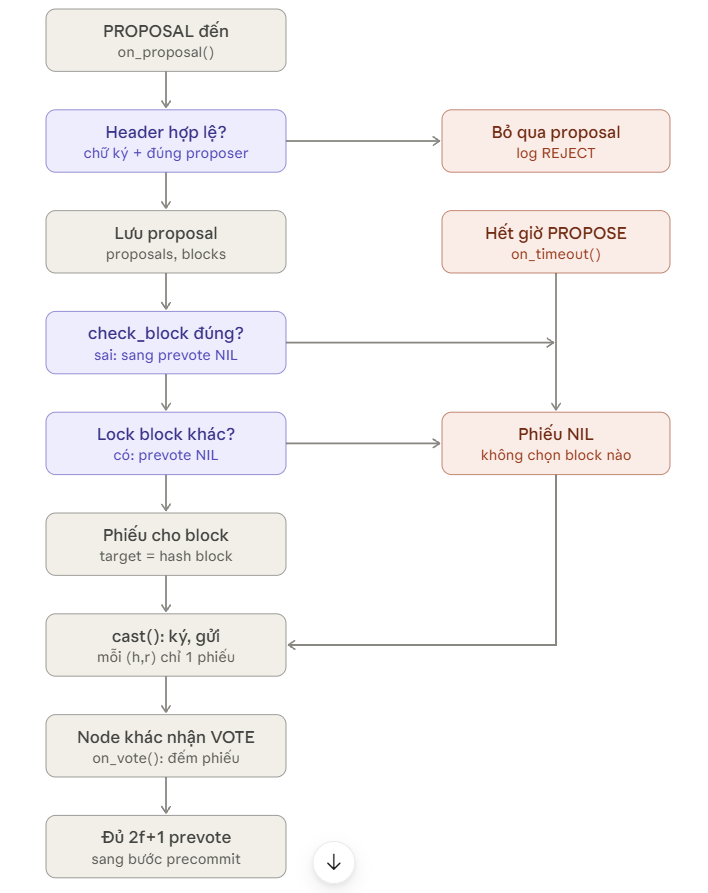 PROPOSAL đến
on_proposal()
Header hợp lệ?
chữ ký + đúng proposer
Bỏ qua proposal
log REJECT
Lưu proposal
proposals, blocks
Hết giờ PROPOSE
on_timeout()
check_block đúng?
sai: sang prevote NIL
Lock block khác?
có: prevote NIL
Phiếu NIL
không chọn block nào
Phiếu cho block
target = hash block
cast(): ký, gửi
mỗi (h,r) chỉ 1 phiếu
Node khác nhận VOTE
on_vote(): đếm phiếu
Đủ 2f+1 prevote
sang bước precommit